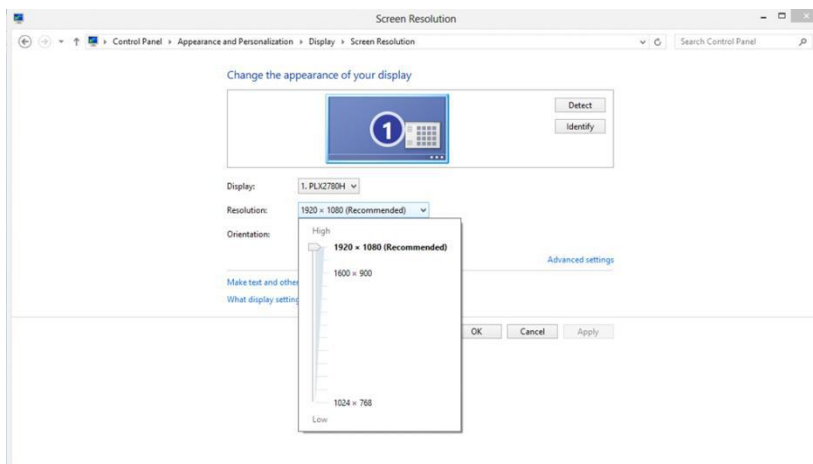 Screen Resolution
Control Panel Appearance and Personalization Display Screen Resolution
Search Control Panel
Change the appearance of your display
1
Detect
Identify
Display: 1. PLX2780H
Resolution: 1920 × 1080 (Recommended)
Orientation:
High
1920 × 1080 (Recommended)
1600 × 900
1024 × 768
Low
Advanced settings
Make text and other
What display setting
OK Cancel Apply